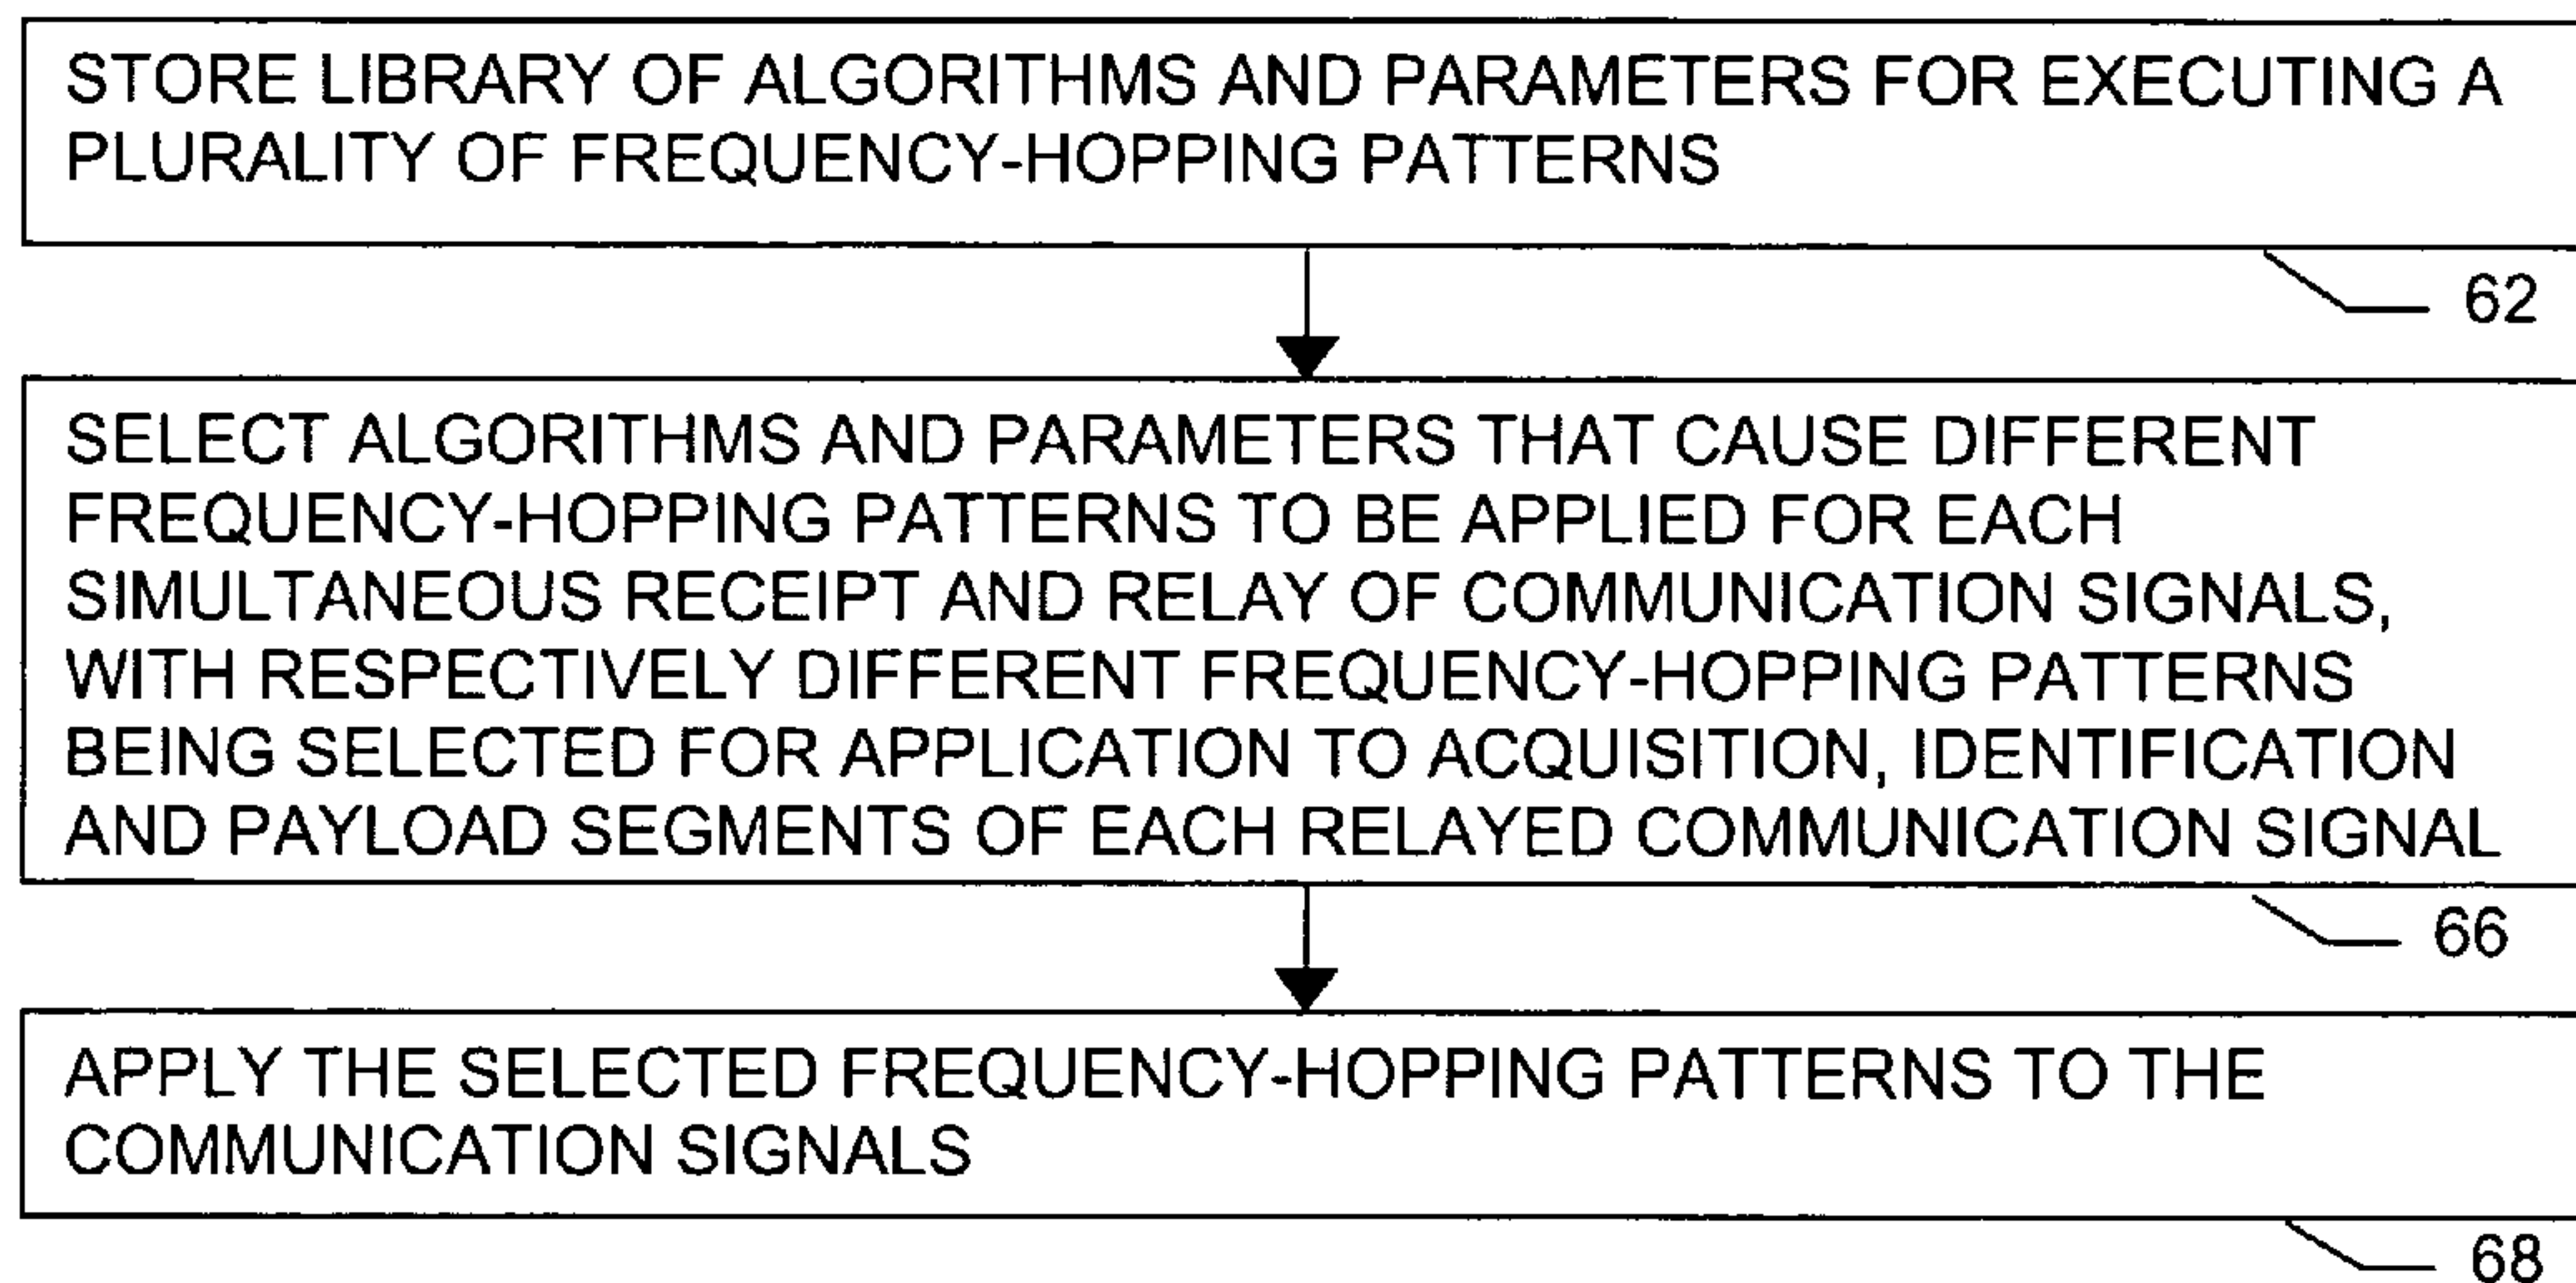 STORE LIBRARY OF ALGORITHMS AND PARAMETERS FOR EXECUTING A
PLURALITY OF FREQUENCY-HOPPING PATTERNS
62
SELECT ALGORITHMS AND PARAMETERS THAT CAUSE DIFFERENT
FREQUENCY-HOPPING PATTERNS TO BE APPLIED FOR EACH
SIMULTANEOUS RECEIPT AND RELAY OF COMMUNICATION SIGNALS,
WITH RESPECTIVELY DIFFERENT FREQUENCY-HOPPING PATTERNS
BEING SELECTED FOR APPLICATION TO ACQUISITION, IDENTIFICATION
AND PAYLOAD SEGMENTS OF EACH RELAYED COMMUNICATION SIGNAL
66
APPLY THE SELECTED FREQUENCY-HOPPING PATTERNS TO THE
COMMUNICATION SIGNALS
68